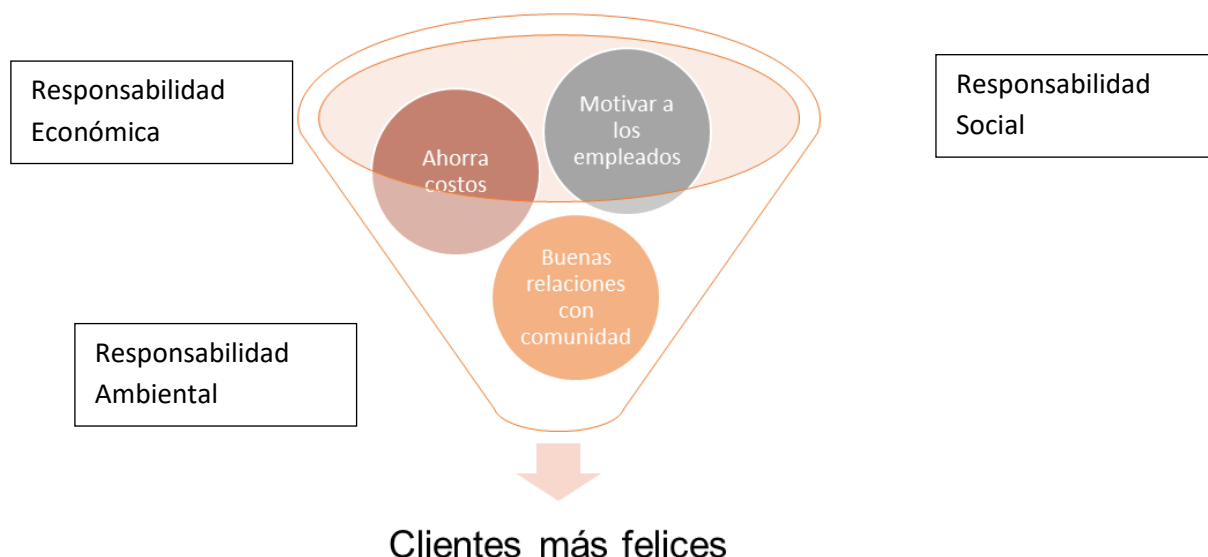 Responsabilidad
Económica
Motivar a
los
empleados
Responsabilidad
Social
Ahorra
costos
Buenas
relaciones
con
comunidad
Responsabilidad
Ambiental
Clientes más felices